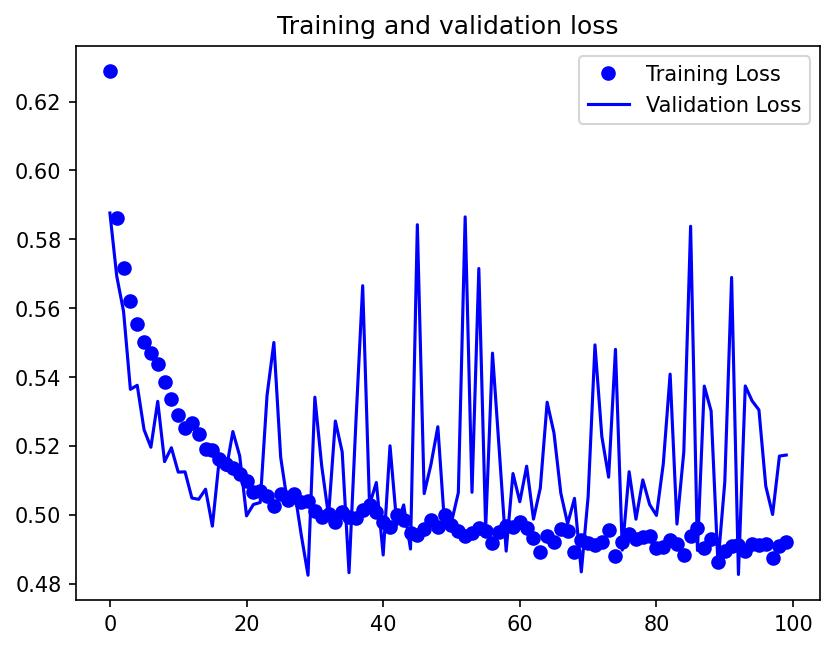 Training and validation loss
Training Loss
Validation Loss
0.62
0.60
0.58
0.56
0.54
0.52
0.50
0.48
0 20 40 60 80 100